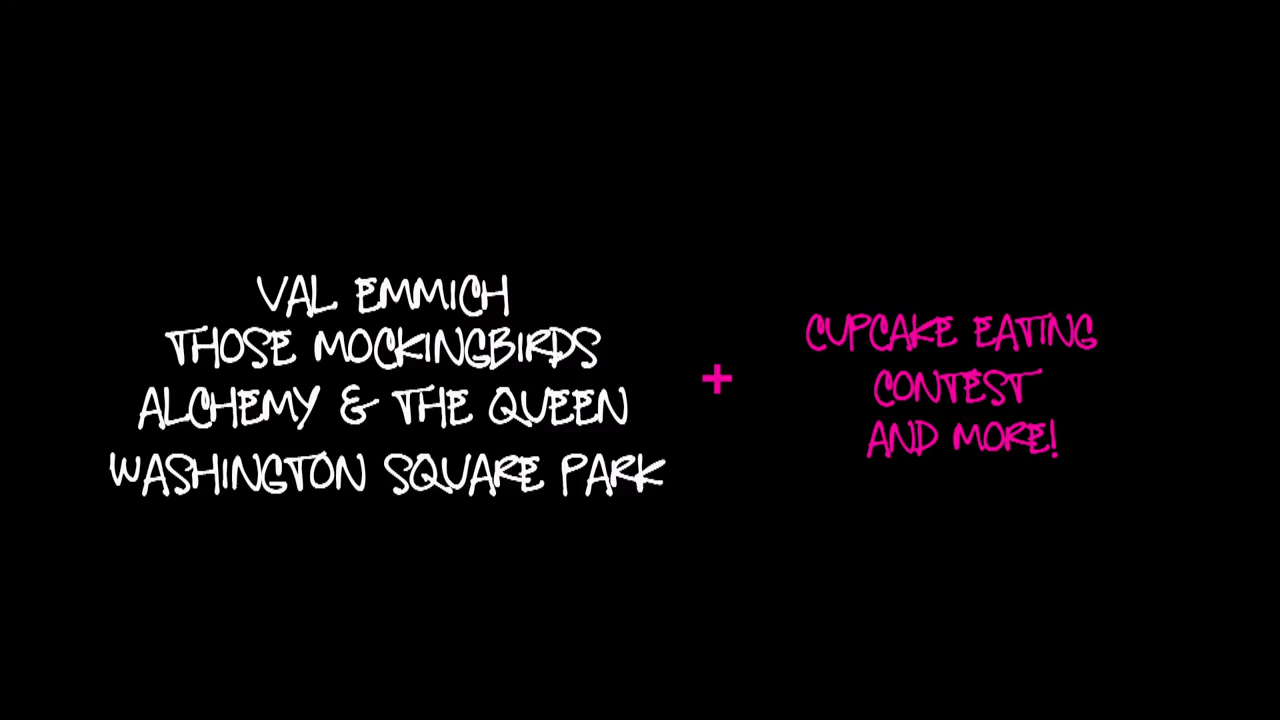 VAL EMMICH
THOSE MOCKINGBIRDS
ALCHEMY & THE QUEEN
WASHINGTON SQUARE PARK
+
CUPCAKE EATING
CONTEST
AND MORE!